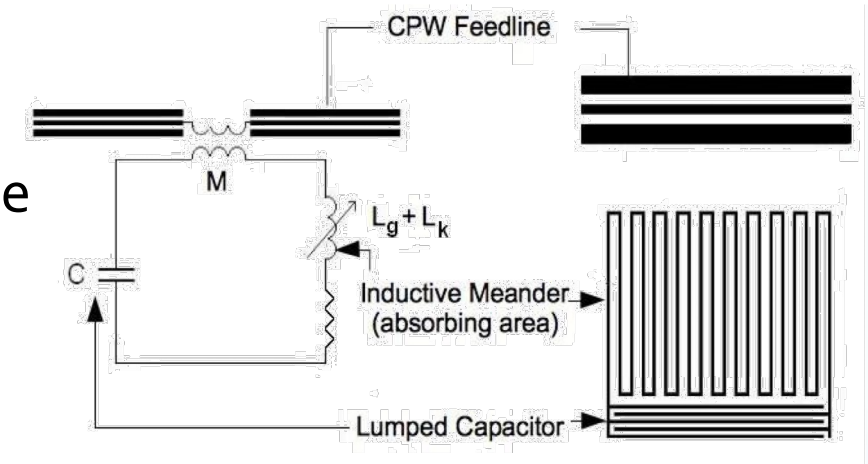 CPW Feedline
e
M
Lg + Lk
C
Inductive Meander
(absorbing area)
Lumped Capacitor